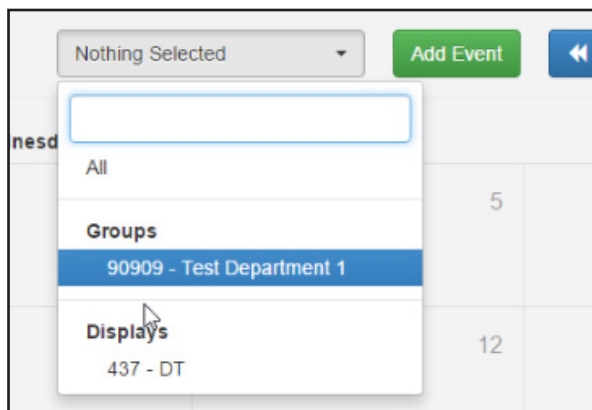 Nothing Selected
Add Event
nesd
All
5
Groups
90909 - Test Department 1
Displays
12
437 - DT